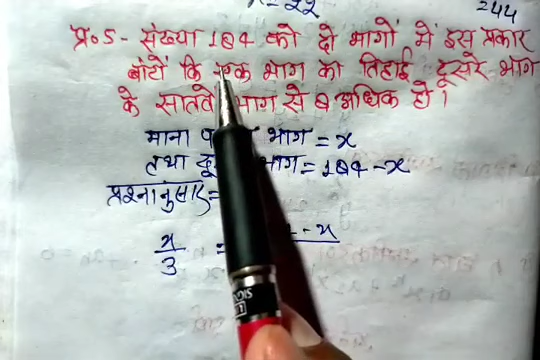 244
प्र०5- संख्या 184 को दो भागों में इस प्रकार
बांटों कि एक भाग का तिहाई दूसरे भाग
के सातवें भाग से 8 अधिक हो।
माना भाग = x
तथा भाग = 184 - x
प्रश्नानुसार =
x/3 = - x